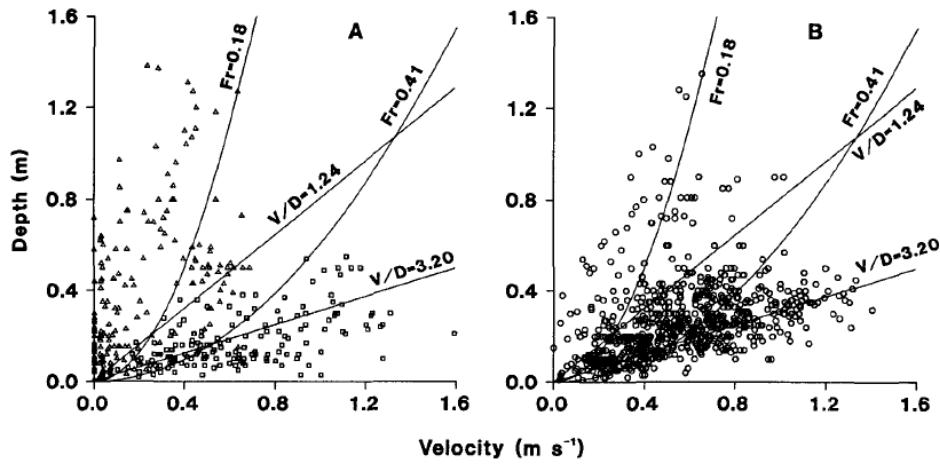 A
B
1.6
1.2
0.8
0.4
0.0
Depth (m)
Fr=0.18
Fr=0.41
V/D=1.24
V/D=3.20
0.0 0.4 0.8 1.2 1.6
1.6
1.2
0.8
0.4
0.0
Fr=0.18
Fr=0.41
V/D=1.24
V/D=3.20
0.0 0.4 0.8 1.2 1.6
Velocity (m s⁻¹)